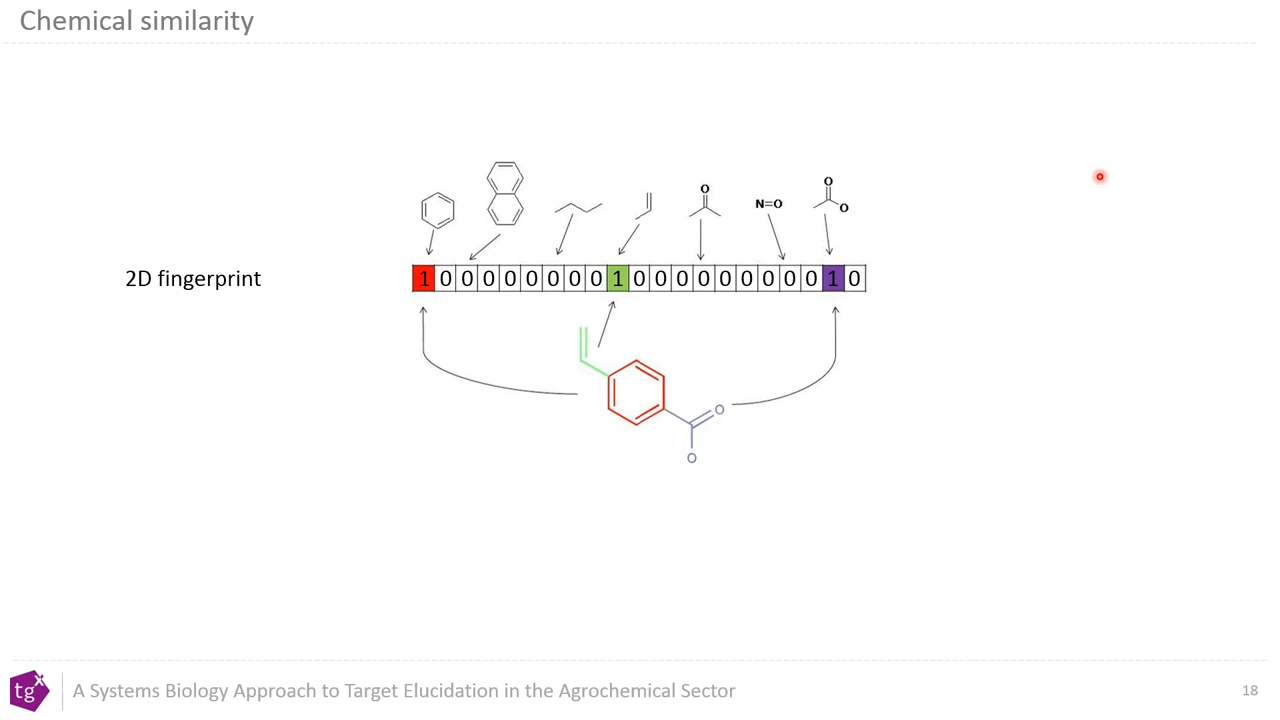 Chemical similarity
O
N=O
O
O
2D fingerprint
1 0 0 0 0 0 0 0 0 1 0 0 0 0 0 0 0 0 0 1 0
O
O
tgx
A Systems Biology Approach to Target Elucidation in the Agrochemical Sector
18